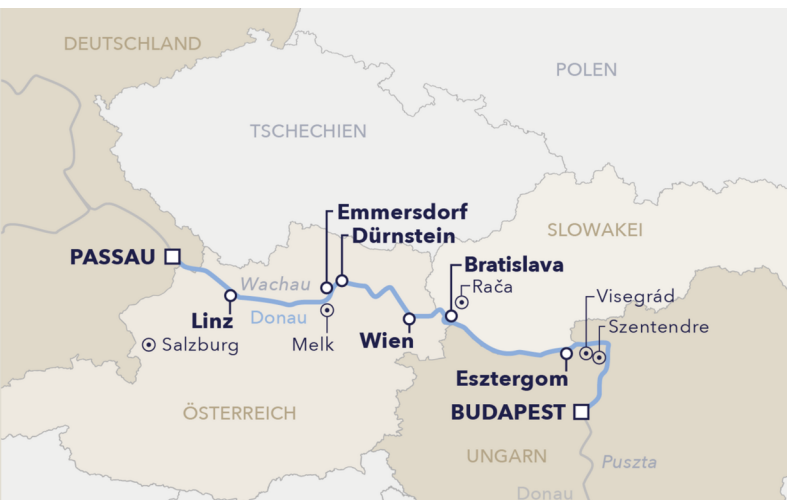 DEUTSCHLAND
POLEN
TSCHECHIEN
Emmersdorf
Dürnstein
SLOWAKEI
PASSAU
Bratislava
Wachau
Rača
Visegrád
Linz
Donau
Szentendre
Salzburg
Melk
Wien
Esztergom
ÖSTERREICH
BUDAPEST
UNGARN
Puszta
Donau